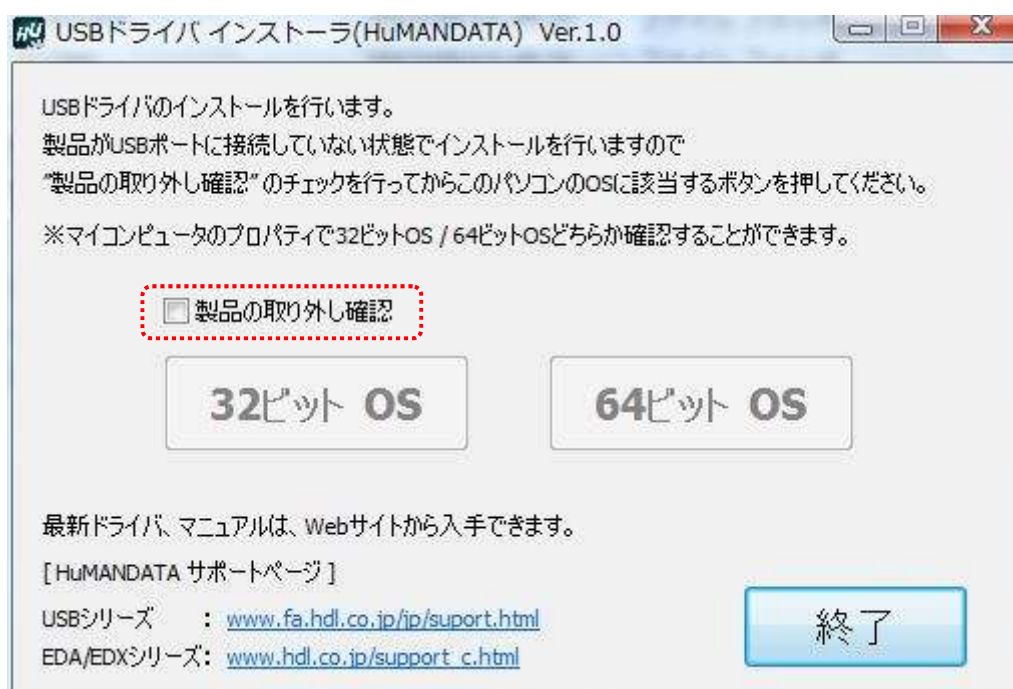 USBドライバ インストーラ(HuMANDATA) Ver.1.0
USBドライバのインストールを行います。
製品がUSBポートに接続していない状態でインストールを行いますので
"製品の取り外し確認" のチェックを行ってからこのパソコンのOSに該当するボタンを押してください。
※マイコンピュータのプロパティで32ビットOS / 64ビットOSどちらか確認することができます。
製品の取り外し確認
32ビット OS 64ビット OS
最新ドライバ、マニュアルは、Webサイトから入手できます。
[ HuMANDATA サポートページ ]
USBシリーズ : www.fa.hdl.co.jp/jp/suport.html
EDA/EDXシリーズ: www.hdl.co.jp/support_c.html
終了